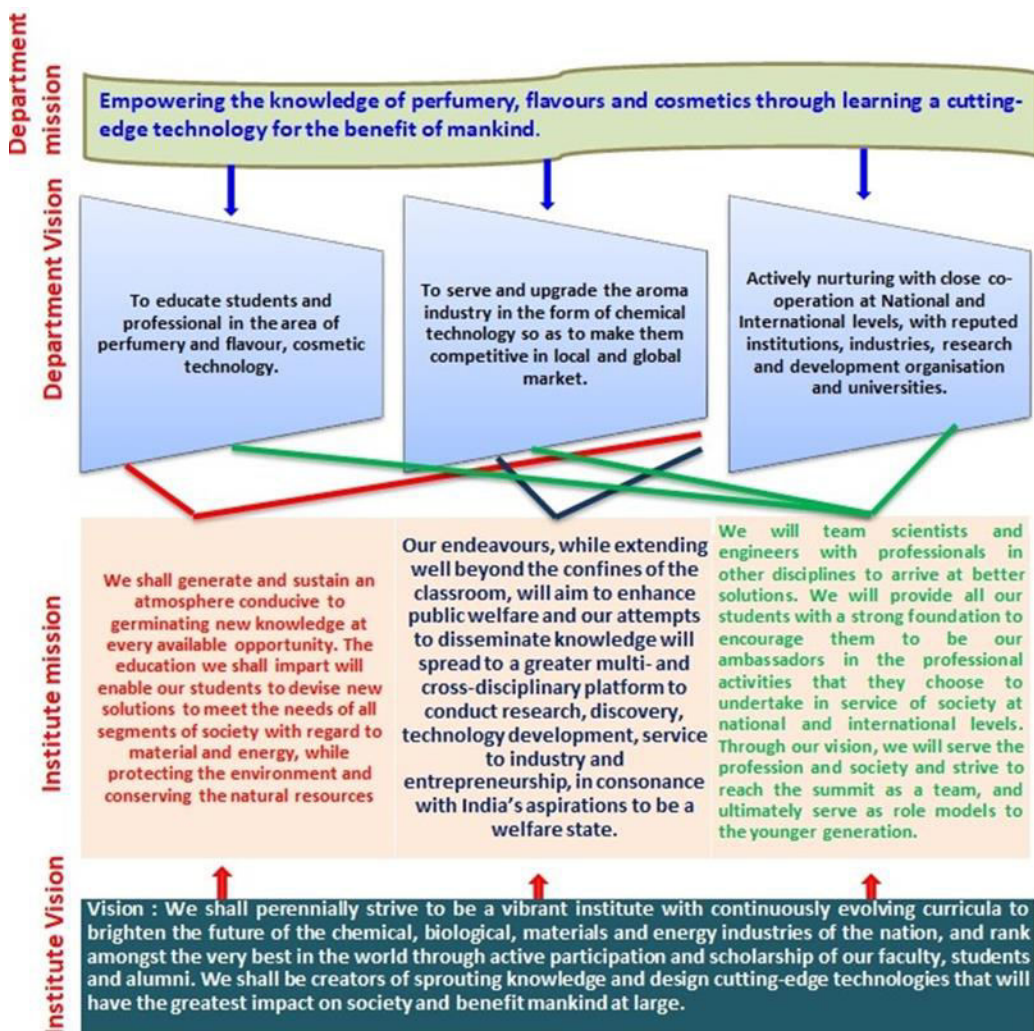 Department
mission
Empowering the knowledge of perfumery, flavours and cosmetics through learning a cutting-
edge technology for the benefit of mankind.
Department Vision
To educate students and
professional in the area of
perfumery and flavour, cosmetic
technology.
To serve and upgrade the aroma
industry in the form of chemical
technology so as to make them
competitive in local and global
market.
Actively nurturing with close co-
operation at National and
International levels, with reputed
institutions, industries, research
and development organisation
and universities.
Institute mission
We shall generate and sustain an
atmosphere conducive to
germinating new knowledge at
every available opportunity. The
education we shall impart will
enable our students to devise new
solutions to meet the needs of all
segments of society with regard to
material and energy, while
protecting the environment and
conserving the natural resources
Our endeavours, while extending
well beyond the confines of the
classroom, will aim to enhance
public welfare and our attempts
to disseminate knowledge will
spread to a greater multi- and
cross-disciplinary platform to
conduct research, discovery,
technology development, service
to industry and
entrepreneurship, in consonance
with India's aspirations to be a
welfare state.
We will team scientists and
engineers with professionals in
other disciplines to arrive at better
solutions. We will provide all our
students with a strong foundation to
encourage them to be our
ambassadors in the professional
activities that they choose to
undertake in service of society at
national and international levels.
Through our vision, we will serve the
profession and society and strive to
reach the summit as a team, and
ultimately serve as role models to
the younger generation.
Institute Vision
Vision : We shall perennially strive to be a vibrant institute with continuously evolving curricula to
brighten the future of the chemical, biological, materials and energy industries of the nation, and rank
amongst the very best in the world through active participation and scholarship of our faculty, students
and alumni. We shall be creators of sprouting knowledge and design cutting-edge technologies that will
have the greatest impact on society and benefit mankind at large.